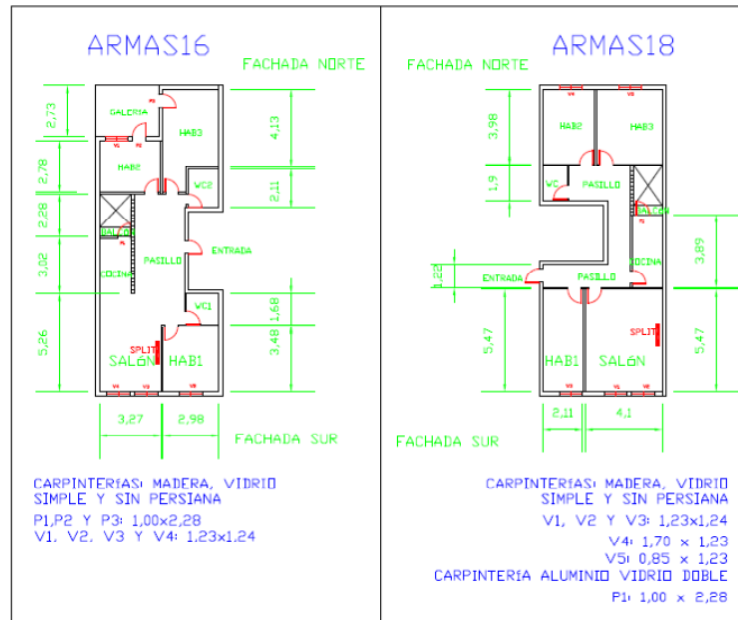 ARMAS16
FACHADA NORTE
GALERÍA
HAB3
HAB2
WC2
BALCÓN
ENTRADA
PASILLO
COCINA
WC1
SPLIT
SALÓN
HAB1
2,73
2,78
2,28
3,02
5,26
4,13
2,11
1,68
3,48
3,27
2,98
FACHADA SUR
CARPINTERÍAS: MADERA, VIDRIO
SIMPLE Y SIN PERSIANA
P1,P2 Y P3: 1,00x2,28
V1, V2, V3 Y V4: 1,23x1,24
ARMAS18
FACHADA NORTE
HAB2
HAB3
WC
PASILLO
BALCÓN
COCINA
ENTRADA
PASILLO
SPLIT
HAB1
SALÓN
3,98
1,9
1,22
5,47
3,89
5,47
2,11
4,1
FACHADA SUR
CARPINTERÍAS: MADERA, VIDRIO
SIMPLE Y SIN PERSIANA
V1, V2 Y V3: 1,23x1,24
V4: 1,70 x 1,23
V5: 0,85 x 1,23
CARPINTERÍA ALUMINIO VIDRIO DOBLE
P1: 1,00 x 2,28